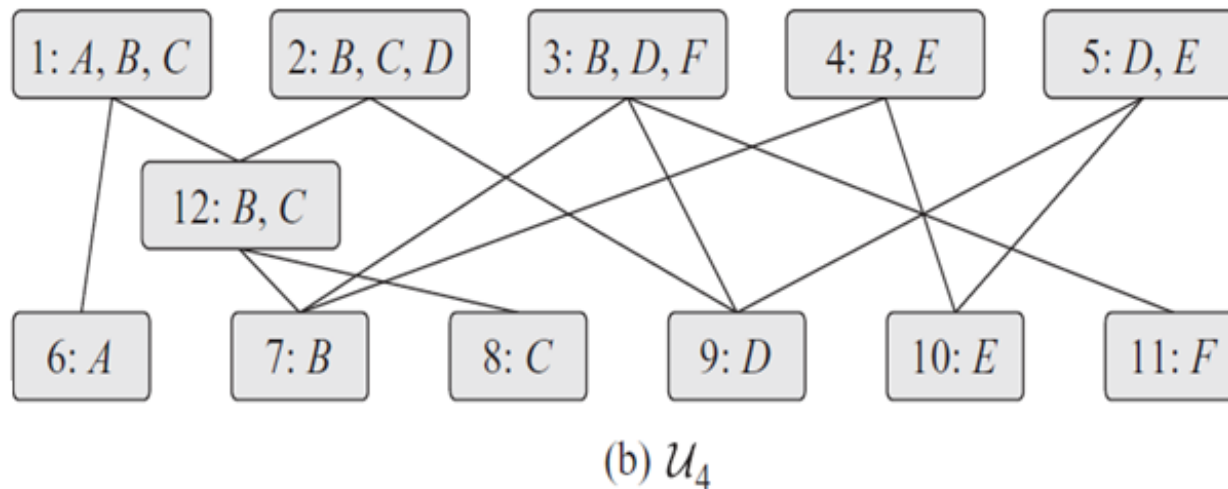 1: A, B, C 2: B, C, D 3: B, D, F 4: B, E 5: D, E
12: B, C
6: A 7: B 8: C 9: D 10: E 11: F
(b) 𝒰₄